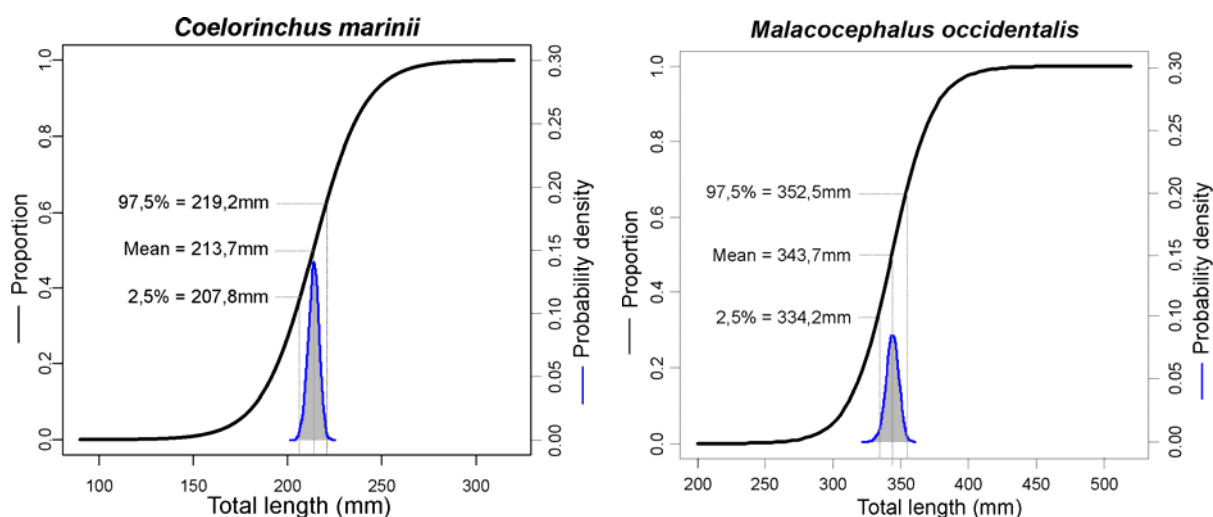 Coelorinchus marinii
Proportion
0.0 0.2 0.4 0.6 0.8 1.0
97,5% = 219,2mm
Mean = 213,7mm
2,5% = 207,8mm
0.00 0.05 0.10 0.15 0.20 0.25 0.30
Probability density
100 150 200 250 300
Total length (mm)
Malacocephalus occidentalis
Proportion
0.0 0.2 0.4 0.6 0.8 1.0
97,5% = 352,5mm
Mean = 343,7mm
2,5% = 334,2mm
0.00 0.05 0.10 0.15 0.20 0.25 0.30
Probability density
200 250 300 350 400 450 500
Total length (mm)